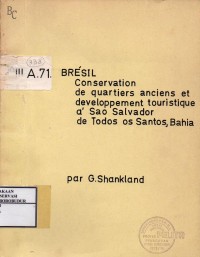 BC
III A.71.
BRÉSIL
Conservation
de quartiers anciens et
developpement touristique
a' Sao Salvador
de Todos os Santos, Bahia
par G.Shankland